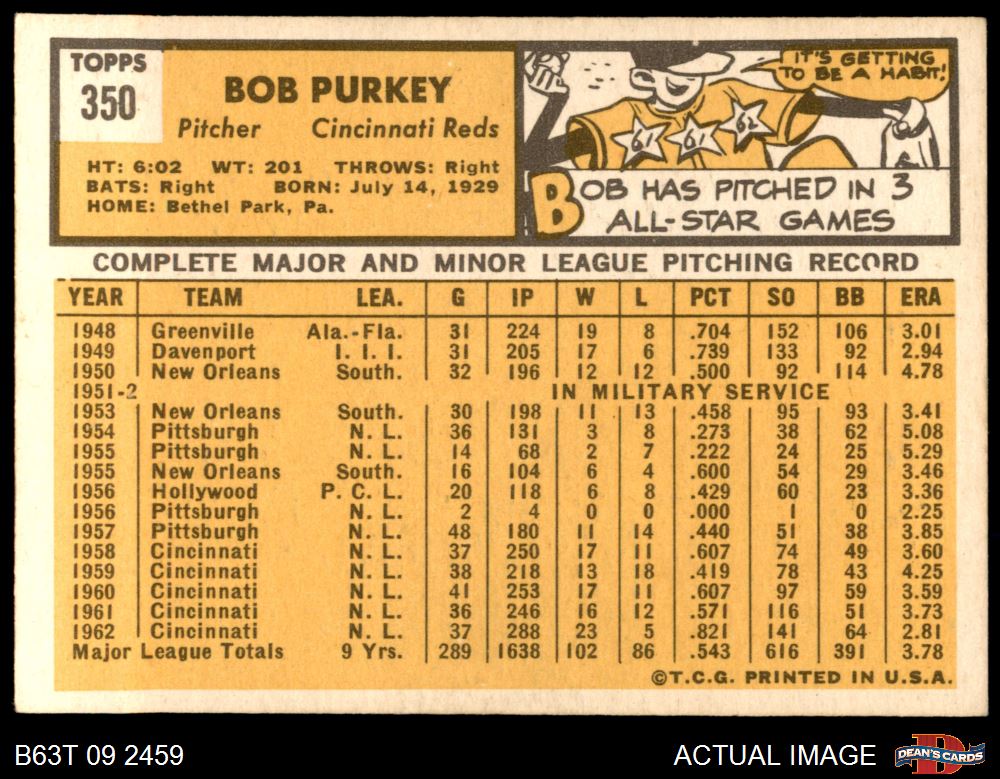 TOPPS
350
BOB PURKEY
Pitcher Cincinnati Reds
HT: 6:02 WT: 201 THROWS: Right
BATS: Right BORN: July 14, 1929
HOME: Bethel Park, Pa.
IT'S GETTING
TO BE A HABIT!
61 61 62
BOB HAS PITCHED IN 3
ALL-STAR GAMES
COMPLETE MAJOR AND MINOR LEAGUE PITCHING RECORD
YEAR TEAM LEA. G IP W L PCT SO BB ERA
1948 Greenville Ala.-Fla. 31 224 19 8 .704 152 106 3.01
1949 Davenport I. I. I. 31 205 17 6 .739 133 92 2.94
1950 New Orleans South. 32 196 12 12 .500 92 114 4.78
1951-2 IN MILITARY SERVICE
1953 New Orleans South. 30 198 11 13 .458 95 93 3.41
1954 Pittsburgh N. L. 36 131 3 8 .273 38 62 5.08
1955 Pittsburgh N. L. 14 68 2 7 .222 24 25 5.29
1955 New Orleans South. 16 104 6 4 .600 54 29 3.46
1956 Hollywood P. C. L. 20 118 6 8 .429 60 23 3.36
1956 Pittsburgh N. L. 2 4 0 0 .000 1 0 2.25
1957 Pittsburgh N. L. 48 180 11 14 .440 51 38 3.85
1958 Cincinnati N. L. 37 250 17 11 .607 74 49 3.60
1959 Cincinnati N. L. 38 218 13 18 .419 78 43 4.25
1960 Cincinnati N. L. 41 253 17 11 .607 97 59 3.59
1961 Cincinnati N. L. 36 246 16 12 .571 116 51 3.73
1962 Cincinnati N. L. 37 288 23 5 .821 141 64 2.81
Major League Totals 9 Yrs. 289 1638 102 86 .543 616 391 3.78
©T.C.G. PRINTED IN U.S.A.
B63T 09 2459 ACTUAL IMAGE DEAN'S CARDS